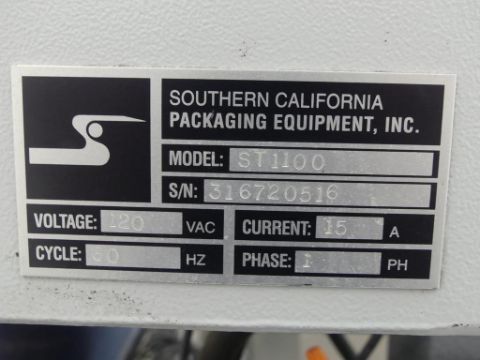 SOUTHERN CALIFORNIA
PACKAGING EQUIPMENT, INC.
MODEL: ST1100
S/N: 316720516
VOLTAGE: 120 VAC CURRENT: 15 A
CYCLE: 60 HZ PHASE: 1 PH